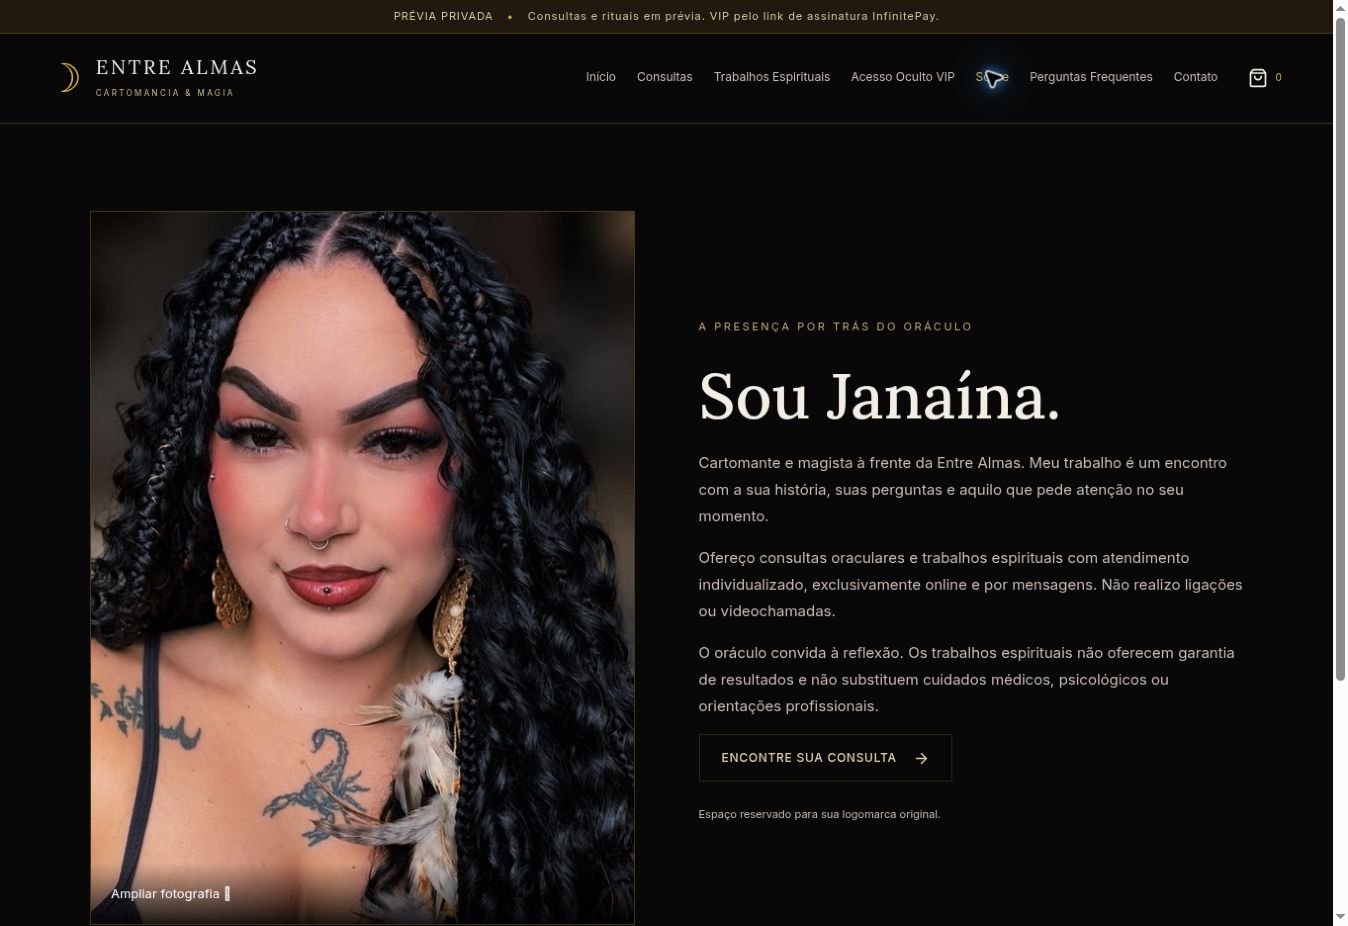 PRÉVIA PRIVADA • Consultas e rituais em prévia. VIP pelo link de assinatura InfinitePay.
ENTRE ALMAS
CARTOMANCIA & MAGIA
Início Consultas Trabalhos Espirituais Acesso Oculto VIP Perguntas Frequentes Contato 0
A PRESENÇA POR TRÁS DO ORÁCULO
Sou Janaína.
Cartomante e magista à frente da Entre Almas. Meu trabalho é um encontro
com a sua história, suas perguntas e aquilo que pede atenção no seu
momento.
Ofereço consultas oraculares e trabalhos espirituais com atendimento
individualizado, exclusivamente online e por mensagens. Não realizo ligações
ou videochamadas.
O oráculo convida à reflexão. Os trabalhos espirituais não oferecem garantia
de resultados e não substituem cuidados médicos, psicológicos ou
orientações profissionais.
ENCONTRE SUA CONSULTA →
Espaço reservado para sua logomarca original.
Ampliar fotografia